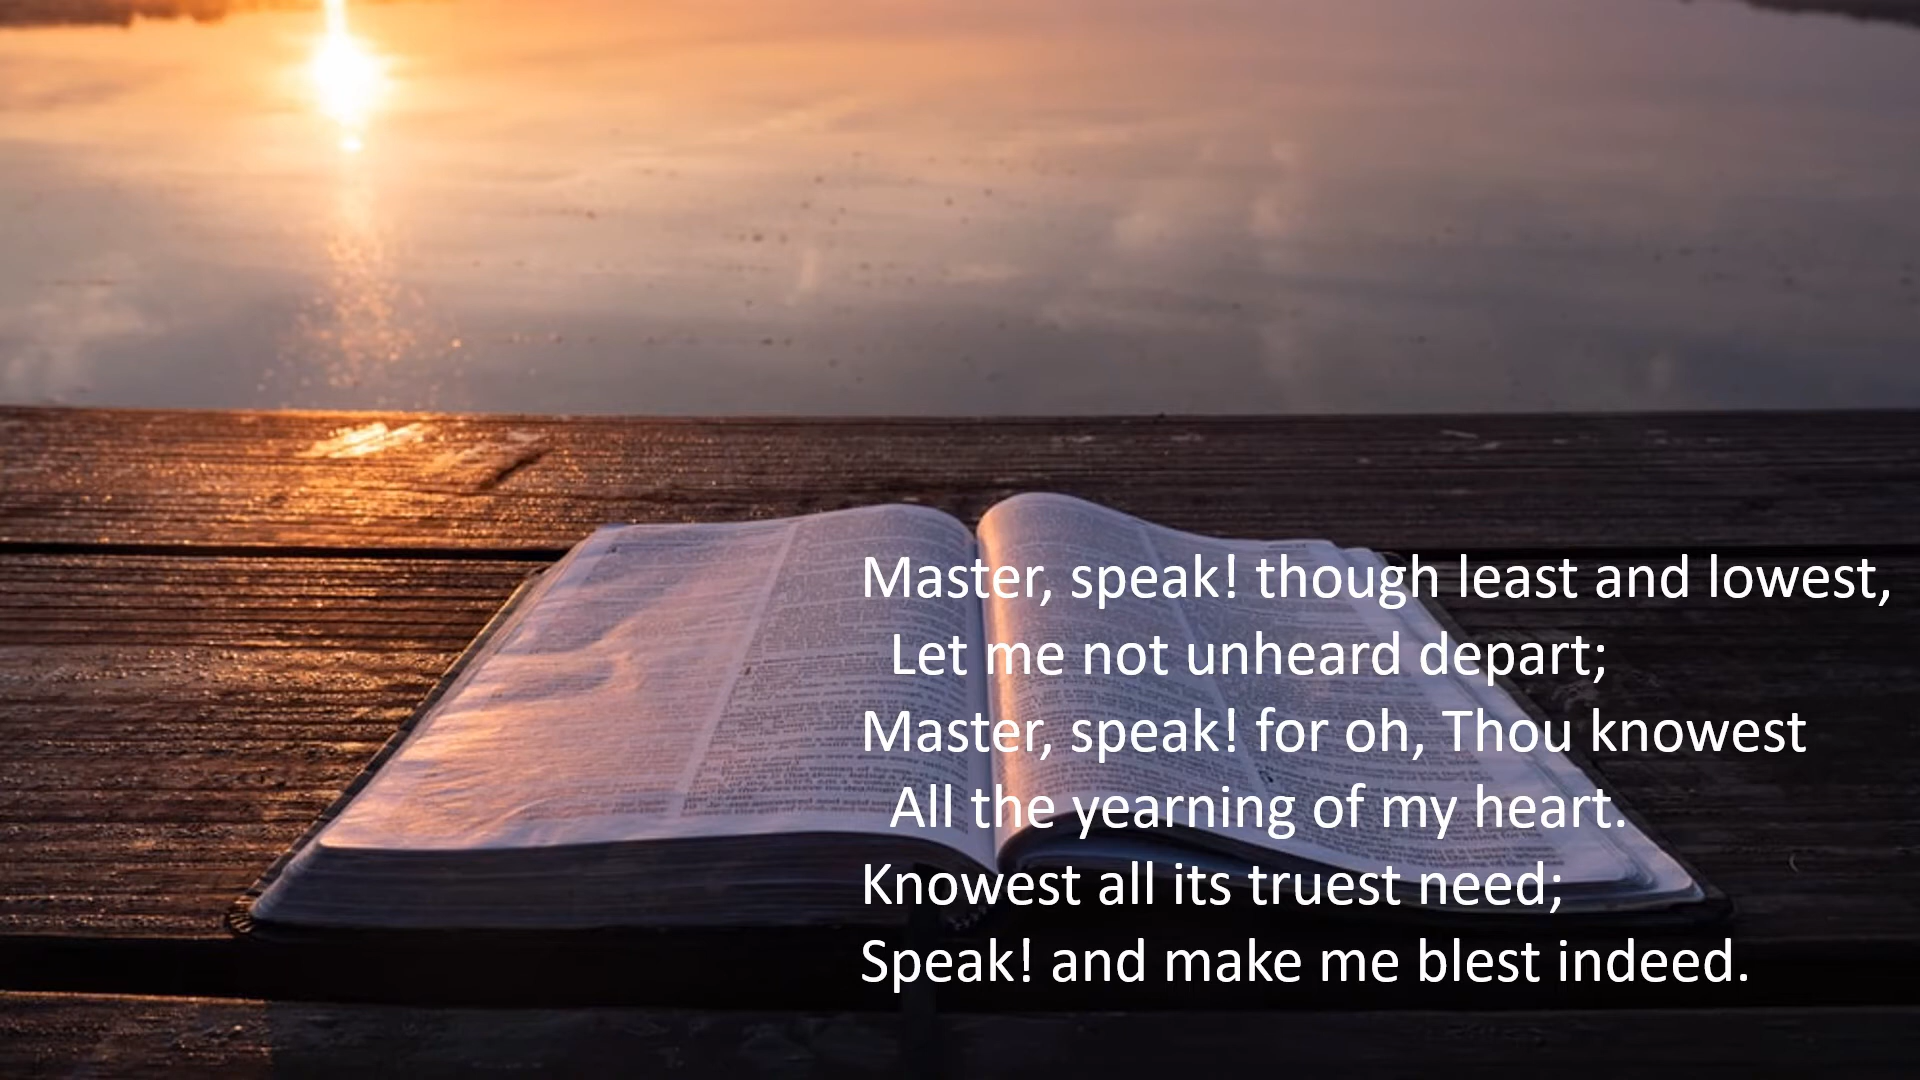 Master, speak! though least and lowest,
Let me not unheard depart;
Master, speak! for oh, Thou knowest
All the yearning of my heart.
Knowest all its truest need;
Speak! and make me blest indeed.